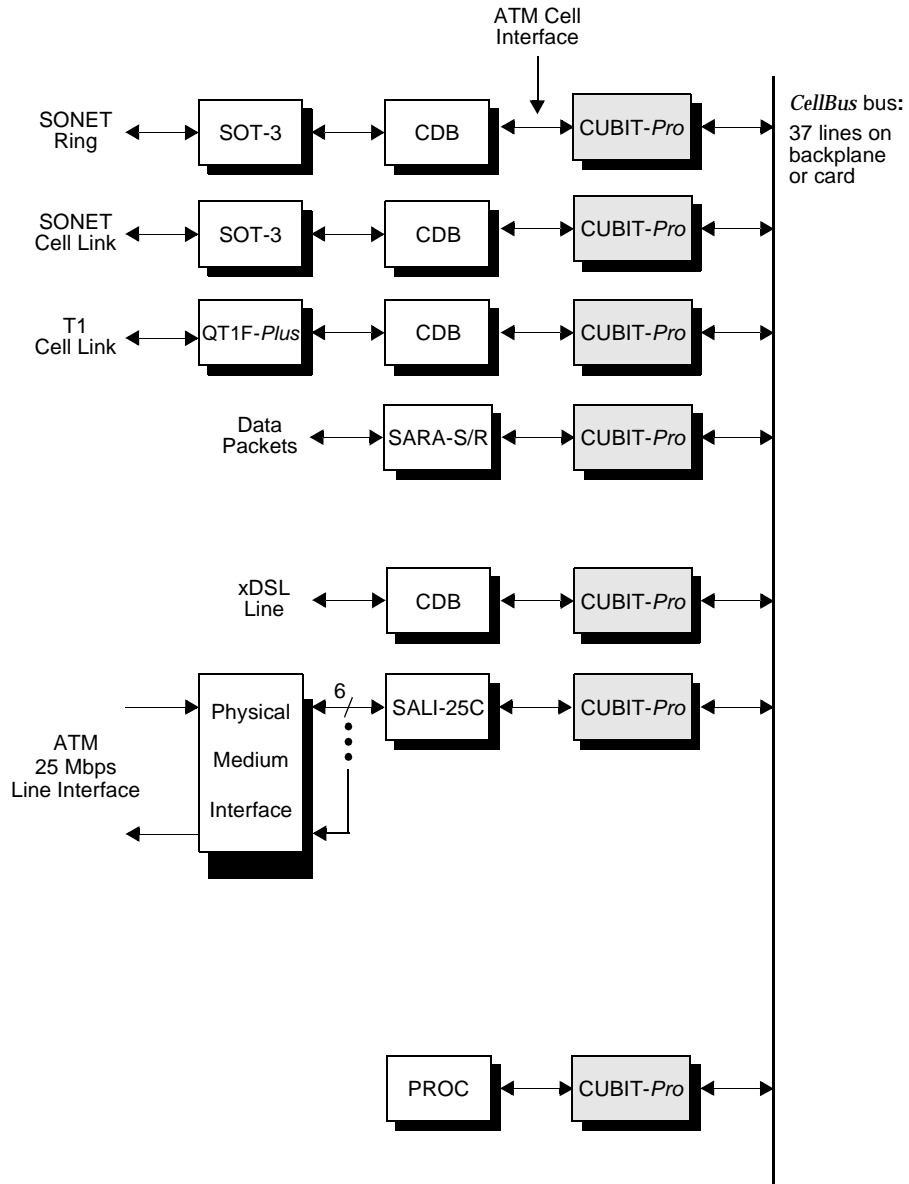 ATM Cell
Interface
CellBus bus:
37 lines on
backplane
or card
SONET
Ring
SOT-3
CDB
CUBIT-Pro
SONET
Cell Link
SOT-3
CDB
CUBIT-Pro
T1
Cell Link
QT1F-Plus
CDB
CUBIT-Pro
Data
Packets
SARA-S/R
CUBIT-Pro
xDSL
Line
CDB
CUBIT-Pro
ATM
25 Mbps
Line Interface
Physical
Medium
Interface
6
SALI-25C
CUBIT-Pro
PROC
CUBIT-Pro